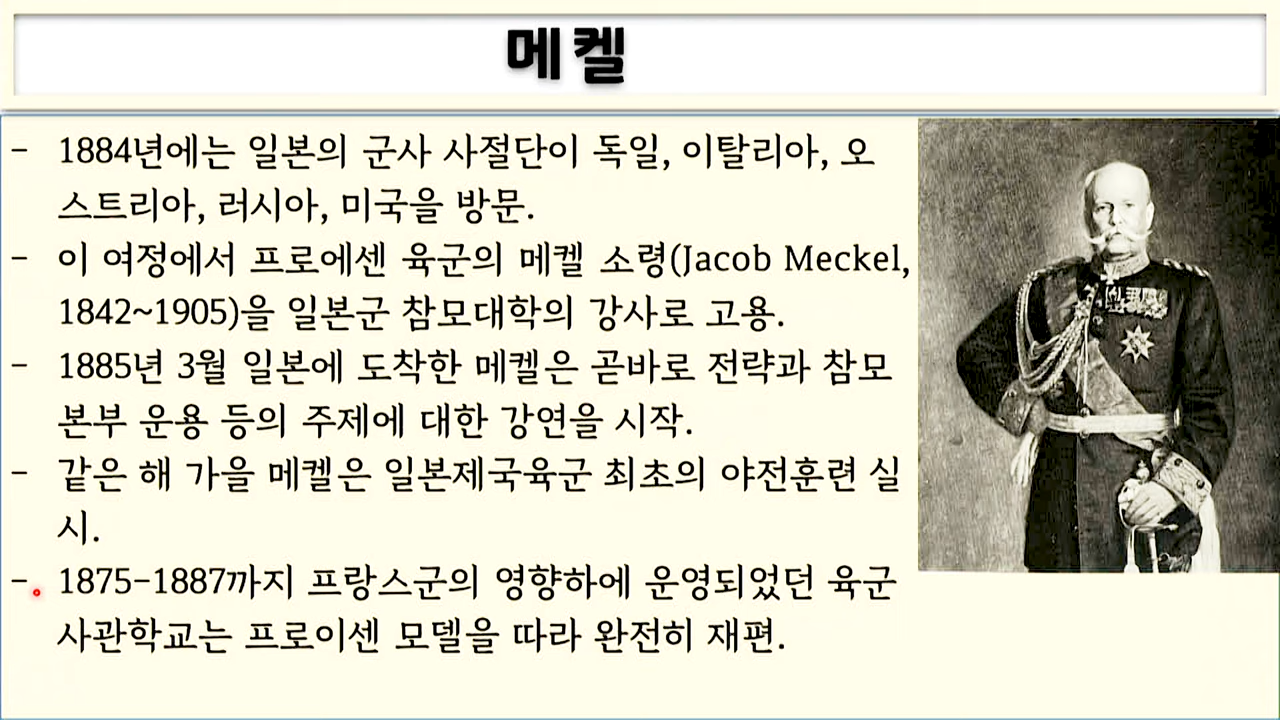 메켈
- 1884년에는 일본의 군사 사절단이 독일, 이탈리아, 오
스트리아, 러시아, 미국을 방문.
- 이 여정에서 프로에센 육군의 메켈 소령(Jacob Meckel,
1842~1905)을 일본군 참모대학의 강사로 고용.
- 1885년 3월 일본에 도착한 메켈은 곧바로 전략과 참모
본부 운용 등의 주제에 대한 강연을 시작.
- 같은 해 가을 메켈은 일본제국육군 최초의 야전훈련 실
시.
- 1875-1887까지 프랑스군의 영향하에 운영되었던 육군
사관학교는 프로이센 모델을 따라 완전히 재편.